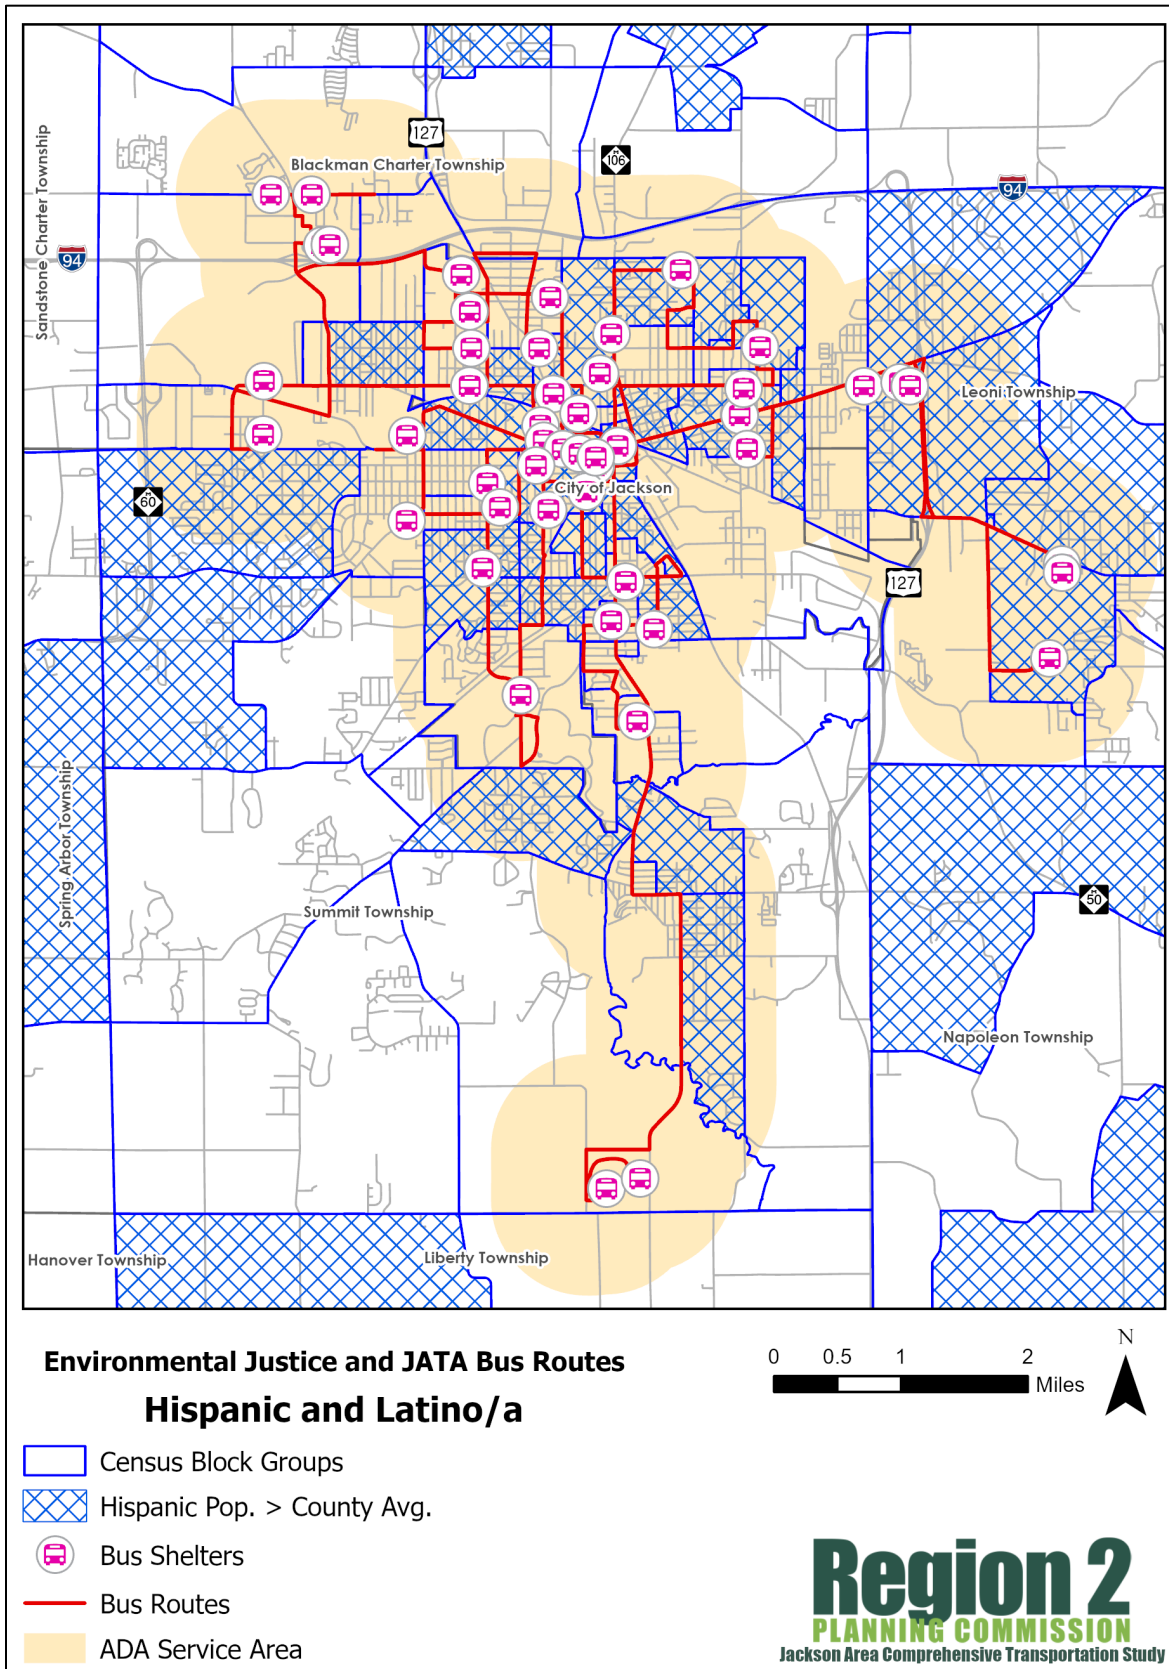 127
Blackman Charter Township
M
106
94
Sandstone Charter Township
94
Leoni Township
City of Jackson
M
60
127
Spring Arbor Township
Summit Township
M
50
Napoleon Township
Hanover Township
Liberty Township
Environmental Justice and JATA Bus Routes
Hispanic and Latino/a
0 0.5 1 2
Miles
N
Census Block Groups
Hispanic Pop. > County Avg.
Bus Shelters
Bus Routes
ADA Service Area
Region 2
PLANNING COMMISSION
Jackson Area Comprehensive Transportation Study